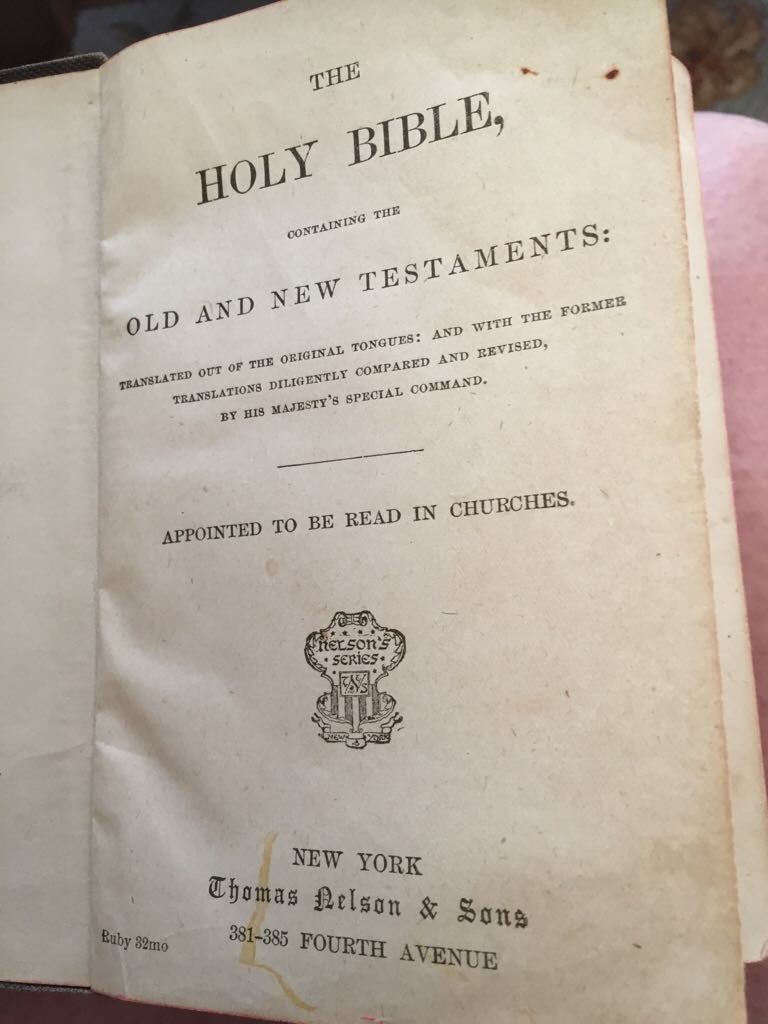 THE
HOLY BIBLE,
CONTAINING THE
OLD AND NEW TESTAMENTS:
TRANSLATED OUT OF THE ORIGINAL TONGUES: AND WITH THE FORMER
TRANSLATIONS DILIGENTLY COMPARED AND REVISED,
BY HIS MAJESTY'S SPECIAL COMMAND.
APPOINTED TO BE READ IN CHURCHES.
NELSON'S
SERIES
NEW YORK
NEW YORK
Thomas Nelson & Sons
381-385 FOURTH AVENUE
Ruby 32mo